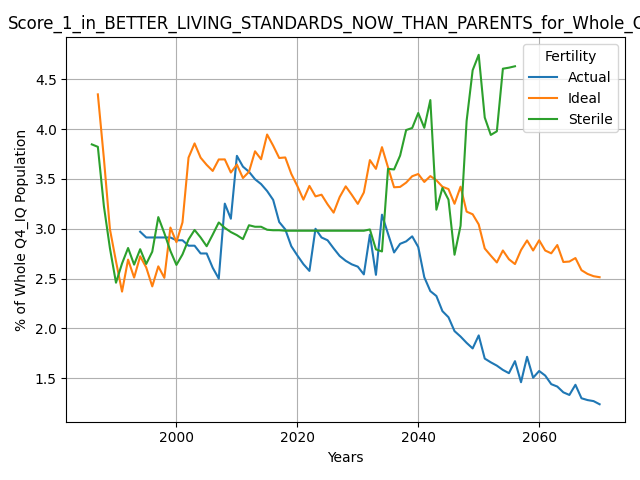 Score_1_in_BETTER_LIVING_STANDARDS_NOW_THAN_PARENTS_for_Whole_
Fertility
Actual
Ideal
Sterile
4.5
4.0
3.5
3.0
2.5
2.0
1.5
% of Whole Q4_IQ Population
2000
2020
2040
2060
Years